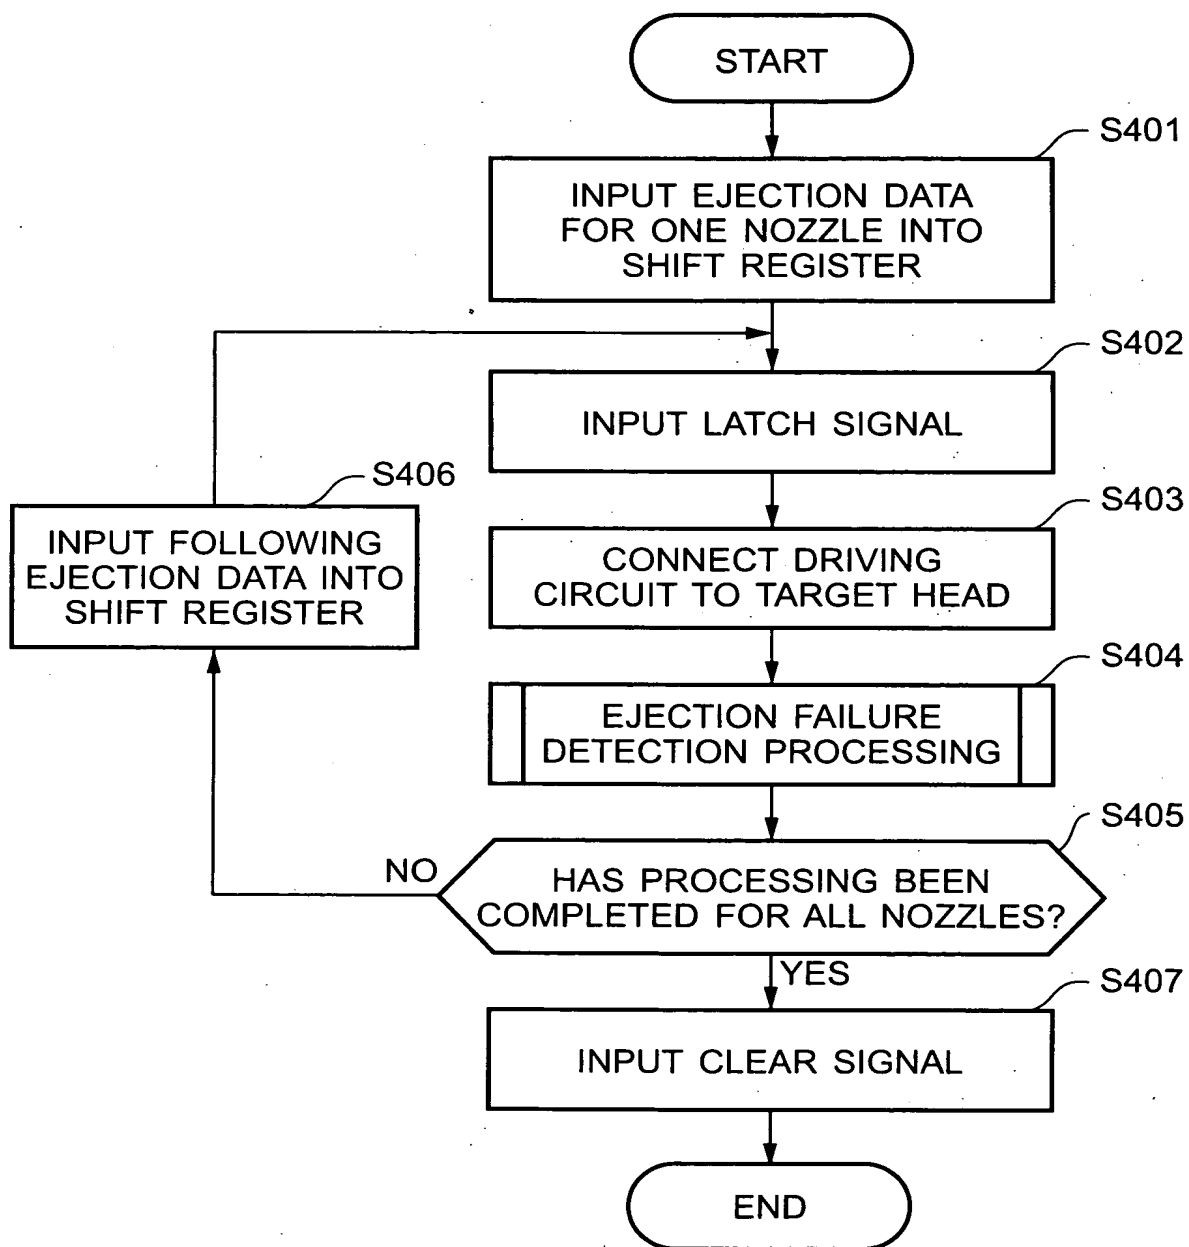 START
S401
INPUT EJECTION DATA
FOR ONE NOZZLE INTO
SHIFT REGISTER
S402
INPUT LATCH SIGNAL
S406
INPUT FOLLOWING
EJECTION DATA INTO
SHIFT REGISTER
S403
CONNECT DRIVING
CIRCUIT TO TARGET HEAD
S404
EJECTION FAILURE
DETECTION PROCESSING
S405
NO
HAS PROCESSING BEEN
COMPLETED FOR ALL NOZZLES?
YES
S407
INPUT CLEAR SIGNAL
END